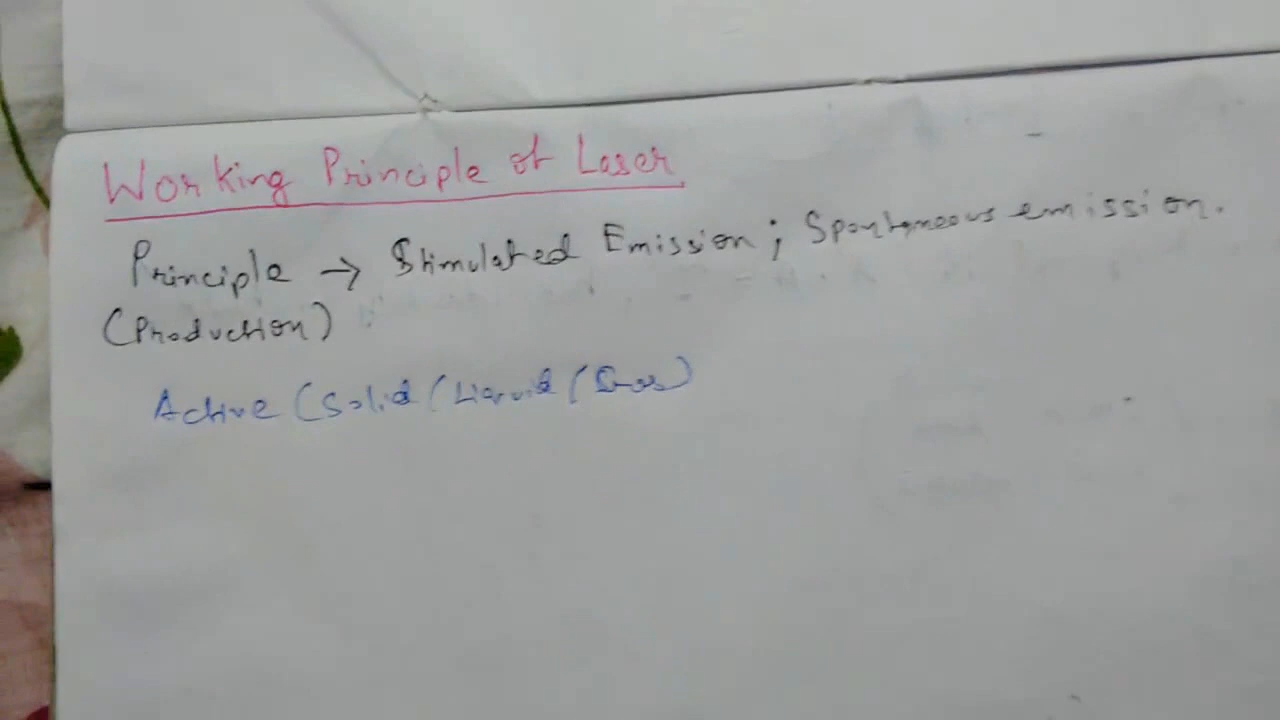 Working Principle of Laser
Principle → Stimulated Emission ; Spontaneous emission.
(Production)
Active (Solid / Liquid / Gas)